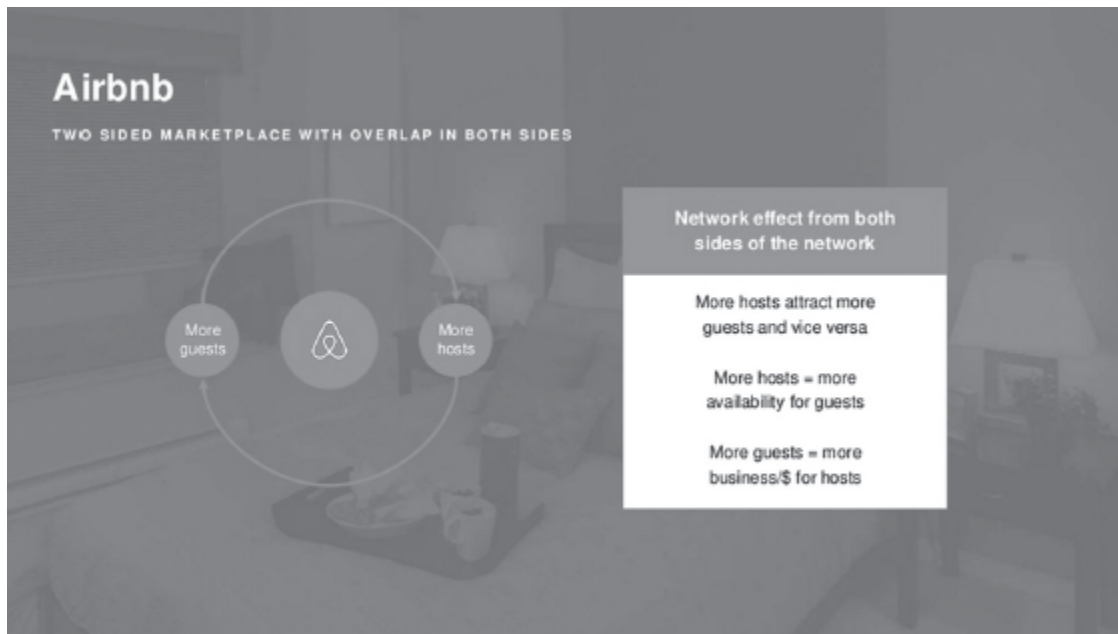 Airbnb
TWO SIDED MARKETPLACE WITH OVERLAP IN BOTH SIDES
More
guests
More
hosts
Network effect from both
sides of the network
More hosts attract more
guests and vice versa
More hosts = more
availability for guests
More guests = more
business/$ for hosts